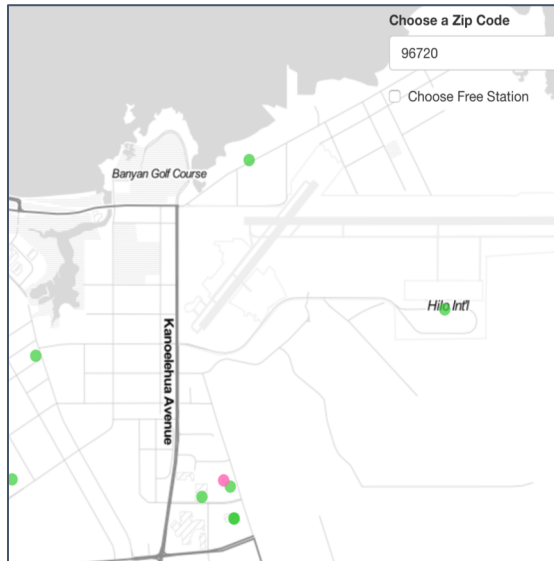 Choose a Zip Code
96720
Choose Free Station
Banyan Golf Course
Hilo Int'l
Kanoelehua Avenue